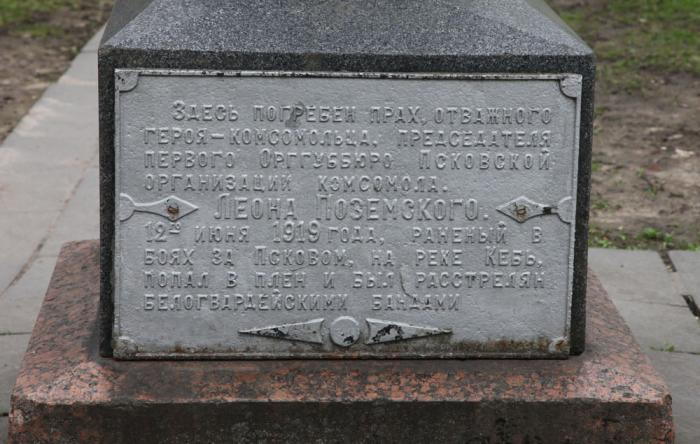 Здесь погребен прах, отважного
героя-комсомольца, председателя
первого Орггуббюро Псковской
организации комсомола.
Леона Поземского.
12го июня 1919 года, раненый в
боях за Псковом, на реке Кебь,
попал в плен и был расстрелян
белогвардейскими бандами